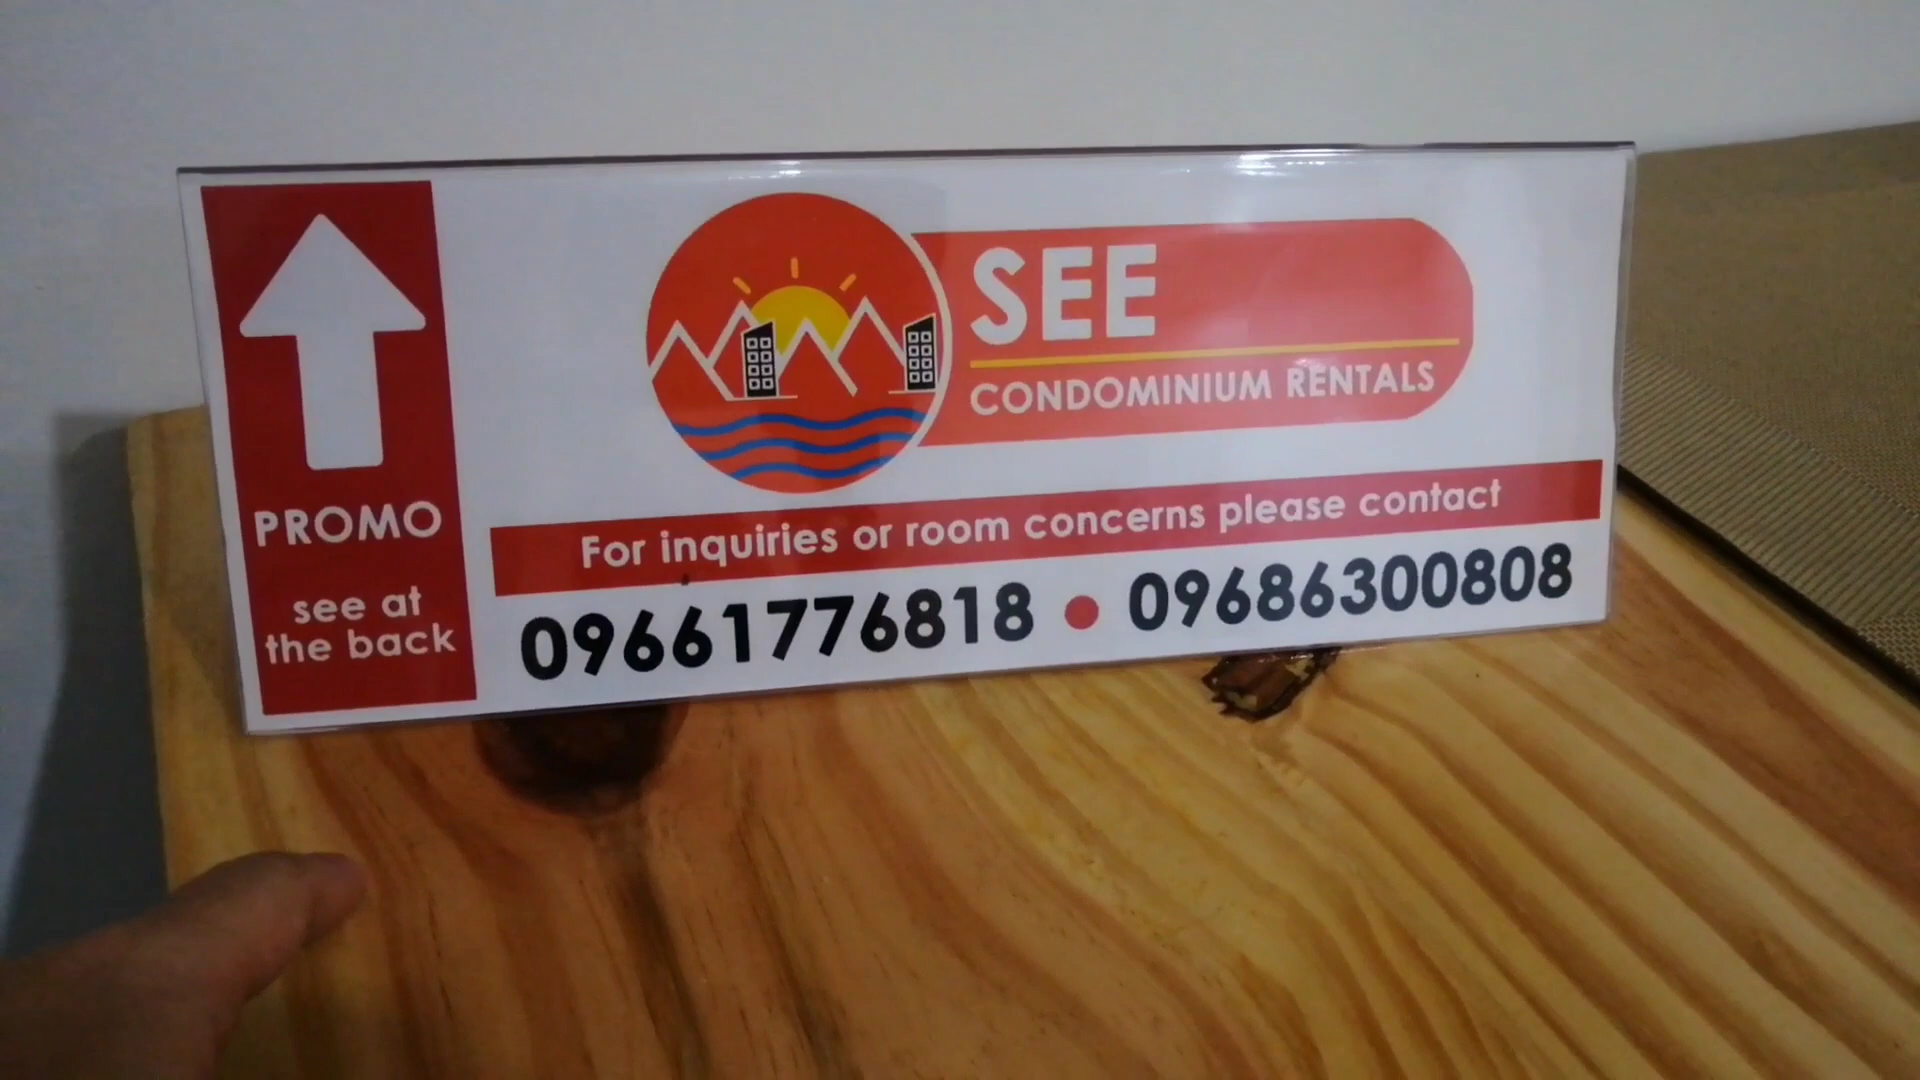 PROMO
see at
the back
SEE
CONDOMINIUM RENTALS
For inquiries or room concerns please contact
09661776818 • 09686300808